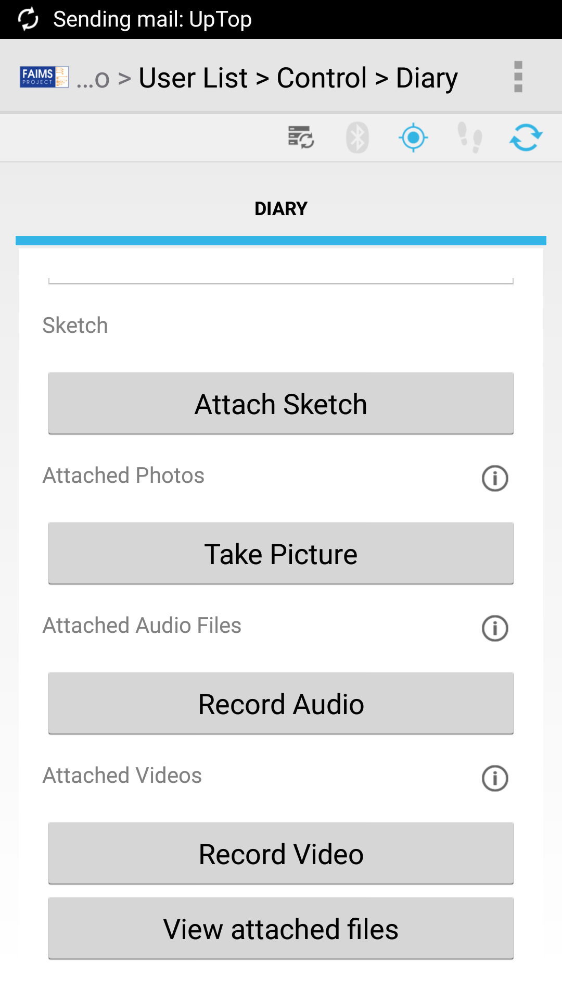 Sending mail: UpTop
FAIMS
PROJECT
...o > User List > Control > Diary
DIARY
Sketch
Attach Sketch
Attached Photos
Take Picture
Attached Audio Files
Record Audio
Attached Videos
Record Video
View attached files